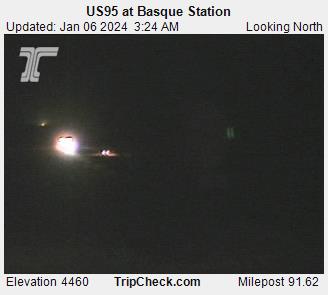 US95 at Basque Station
Updated: Jan 06 2024  3:24 AM
Looking North
Elevation 4460
TripCheck.com
Milepost 91.62